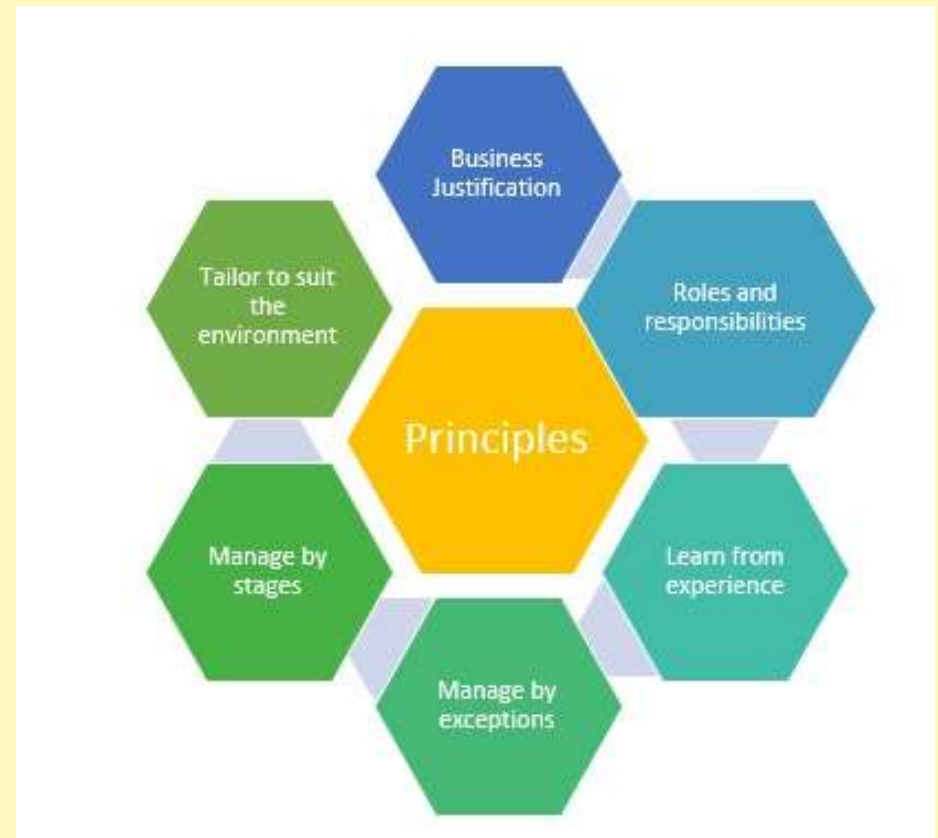 Business
Justification
Roles and
responsibilities
Learn from
experience
Manage by
exceptions
Manage by
stages
Tailor to suit
the
environment
Principles